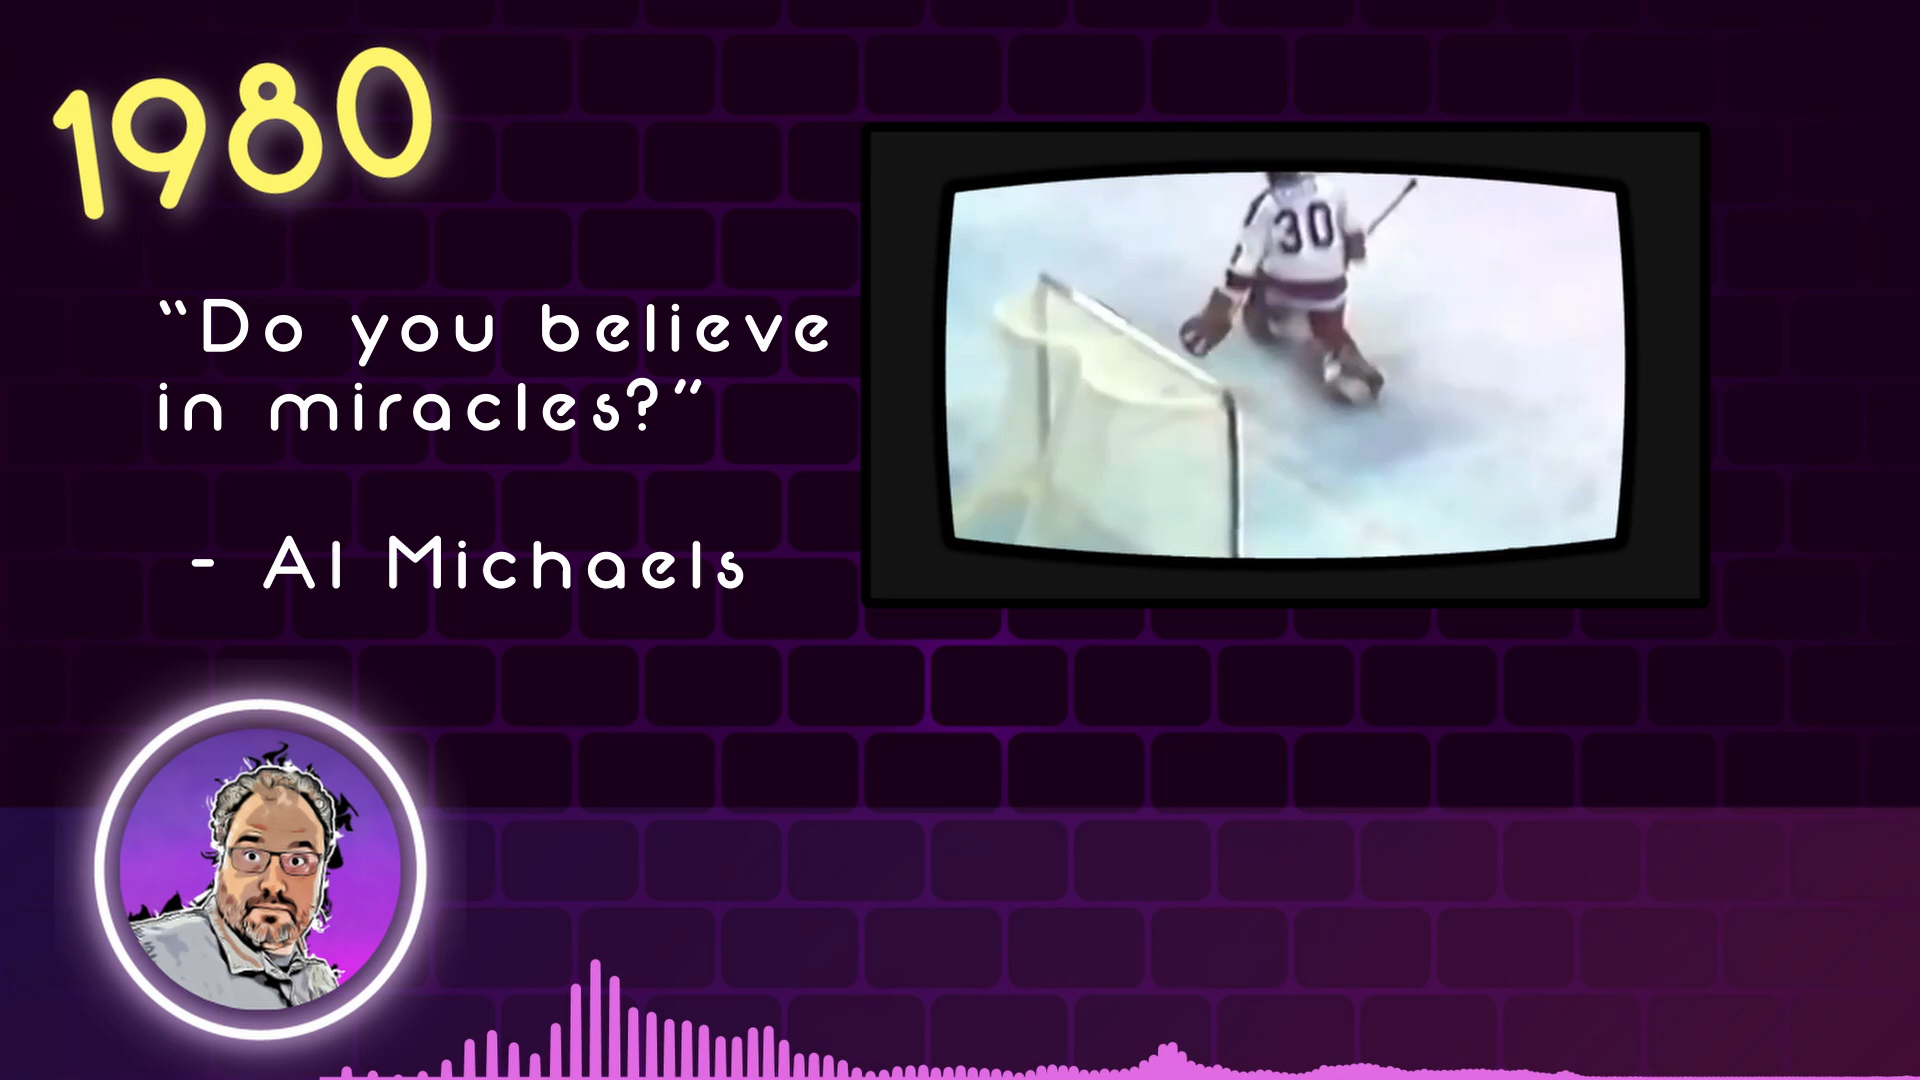 1980
“Do you believe
in miracles?”
- Al Michaels
30